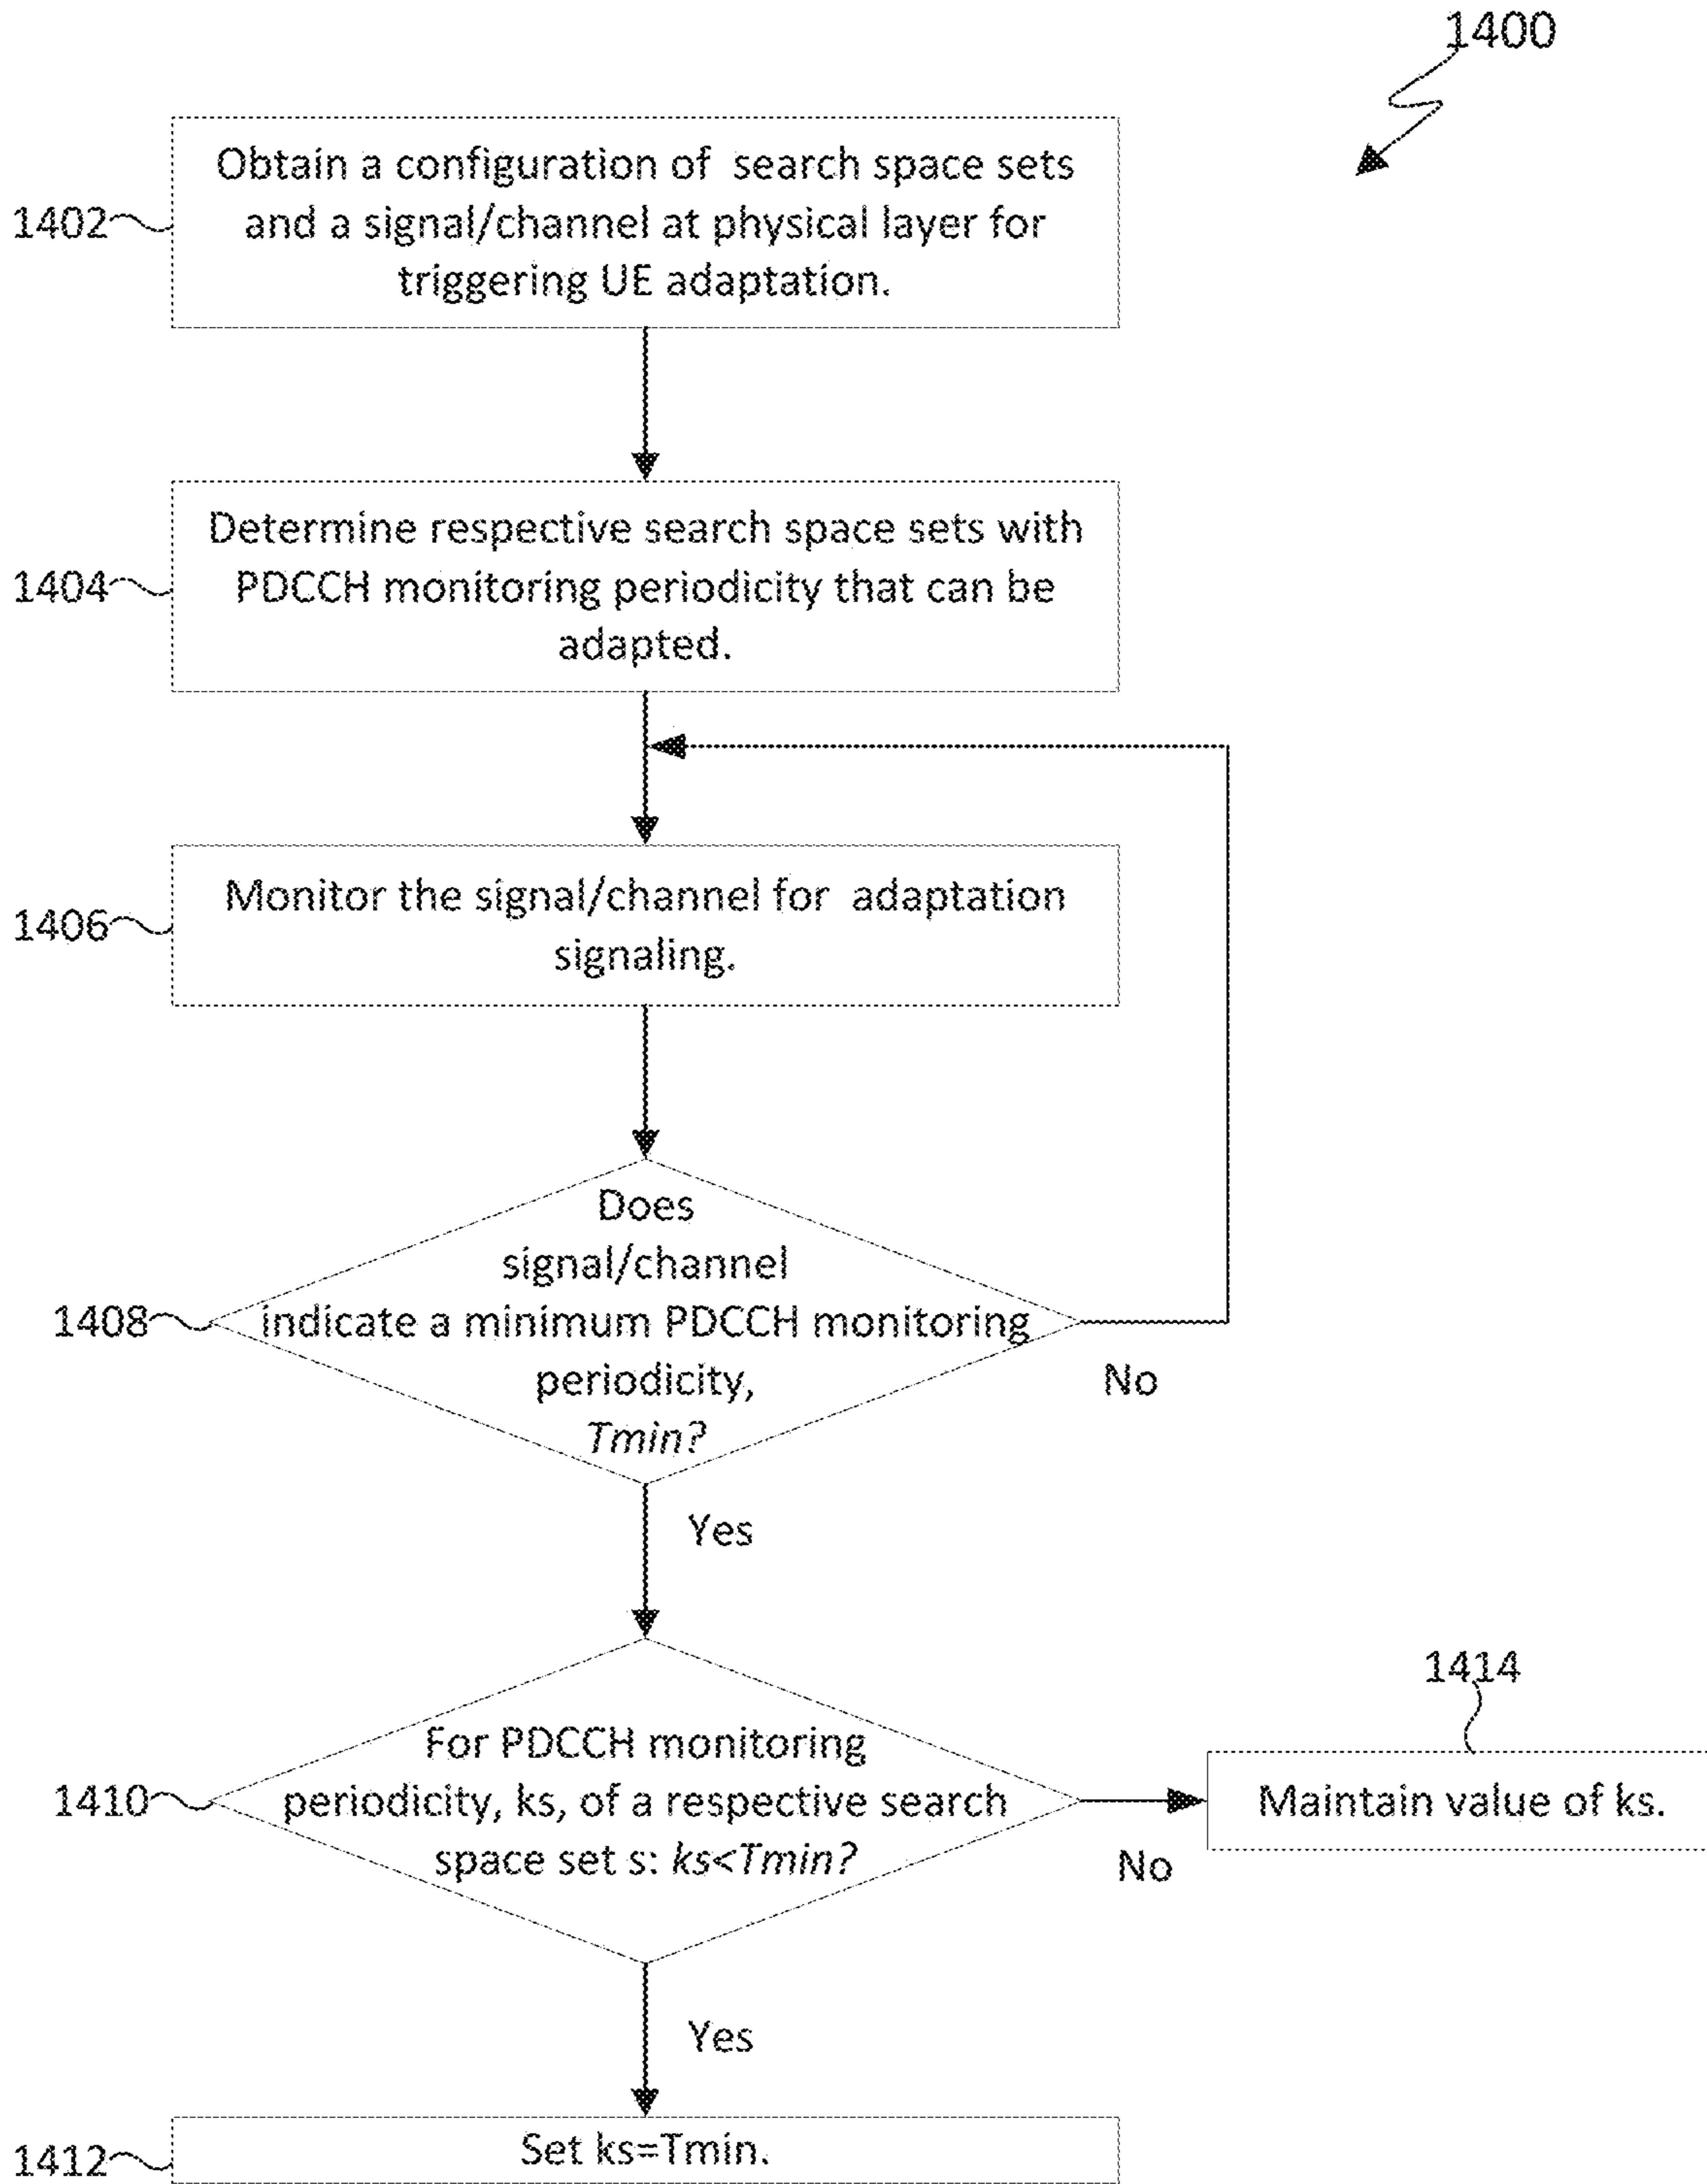 1400
Obtain a configuration of search space sets
and a signal/channel at physical layer for
triggering UE adaptation.
1402
Determine respective search space sets with
PDCCH monitoring periodicity that can be
adapted.
1404
Monitor the signal/channel for adaptation
signaling.
1406
Does
signal/channel
indicate a minimum PDCCH monitoring
periodicity,
Tmin?
1408
No
Yes
For PDCCH monitoring
periodicity, ks, of a respective search
space set s: ks<Tmin?
1410
No
1414
Maintain value of ks.
Yes
Set ks=Tmin.
1412